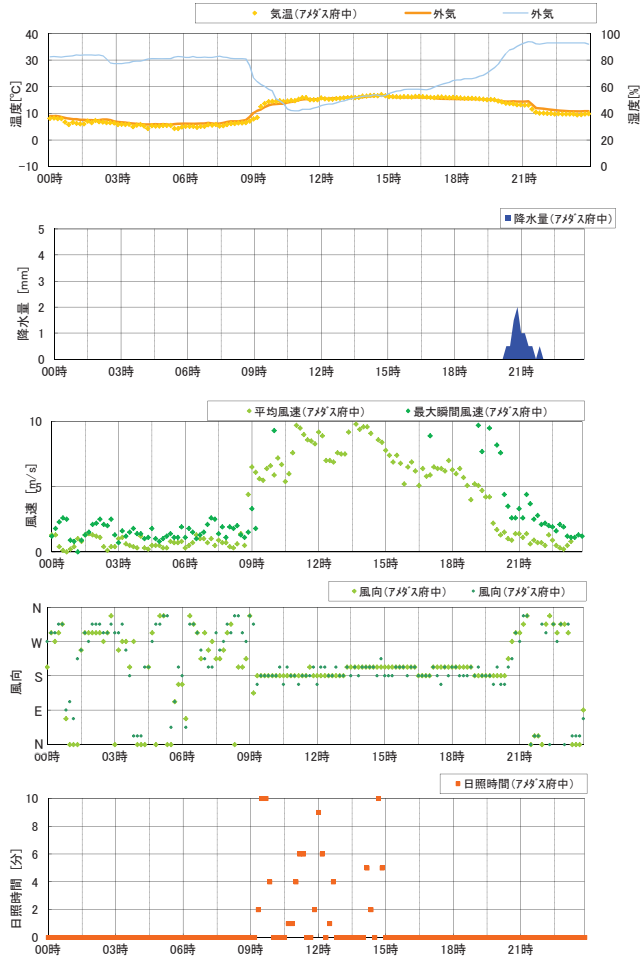 気温(ｱﾒﾀﾞｽ府中) 外気 外気
40 100
30 80
20 60
10 40
0 20
-10 0
温度[℃]
湿度[%]
00時 03時 06時 09時 12時 15時 18時 21時
降水量(ｱﾒﾀﾞｽ府中)
5
4
3
2
1
0
降水量 [mm]
00時 03時 06時 09時 12時 15時 18時 21時
平均風速(ｱﾒﾀﾞｽ府中) 最大瞬間風速(ｱﾒﾀﾞｽ府中)
10
0
風速 [m/s]
00時 03時 06時 09時 12時 15時 18時 21時
風向(ｱﾒﾀﾞｽ府中) 風向(ｱﾒﾀﾞｽ府中)
N
W
S
E
N
風向
00時 03時 06時 09時 12時 15時 18時 21時
日照時間(ｱﾒﾀﾞｽ府中)
10
8
6
4
2
0
日照時間 [分]
00時 03時 06時 09時 12時 15時 18時 21時